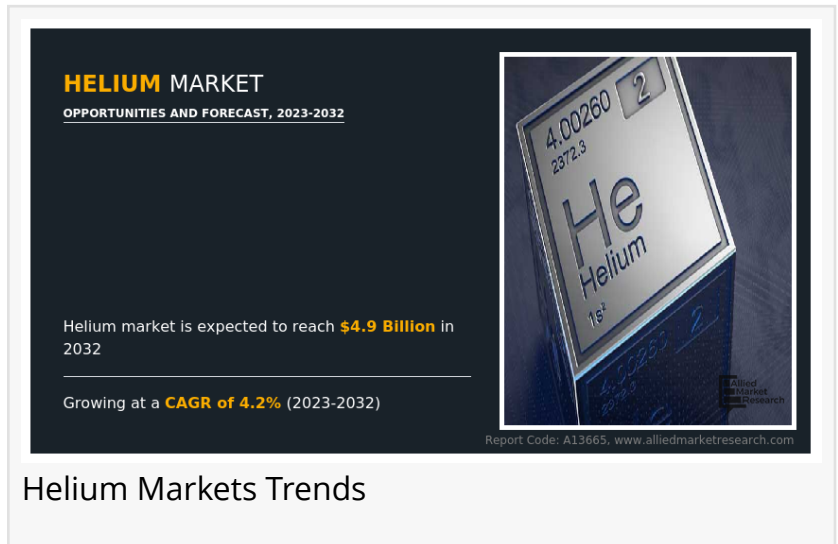 HELIUM MARKET
OPPORTUNITIES AND FORECAST, 2023-2032
Helium market is expected to reach $4.9 Billion in
2032
Growing at a CAGR of 4.2% (2023-2032)
2
4.00260
2372.3
He
Helium
1s²
2
Allied
Market
Research
Report Code: A13665, www.alliedmarketresearch.com
Helium Markets Trends